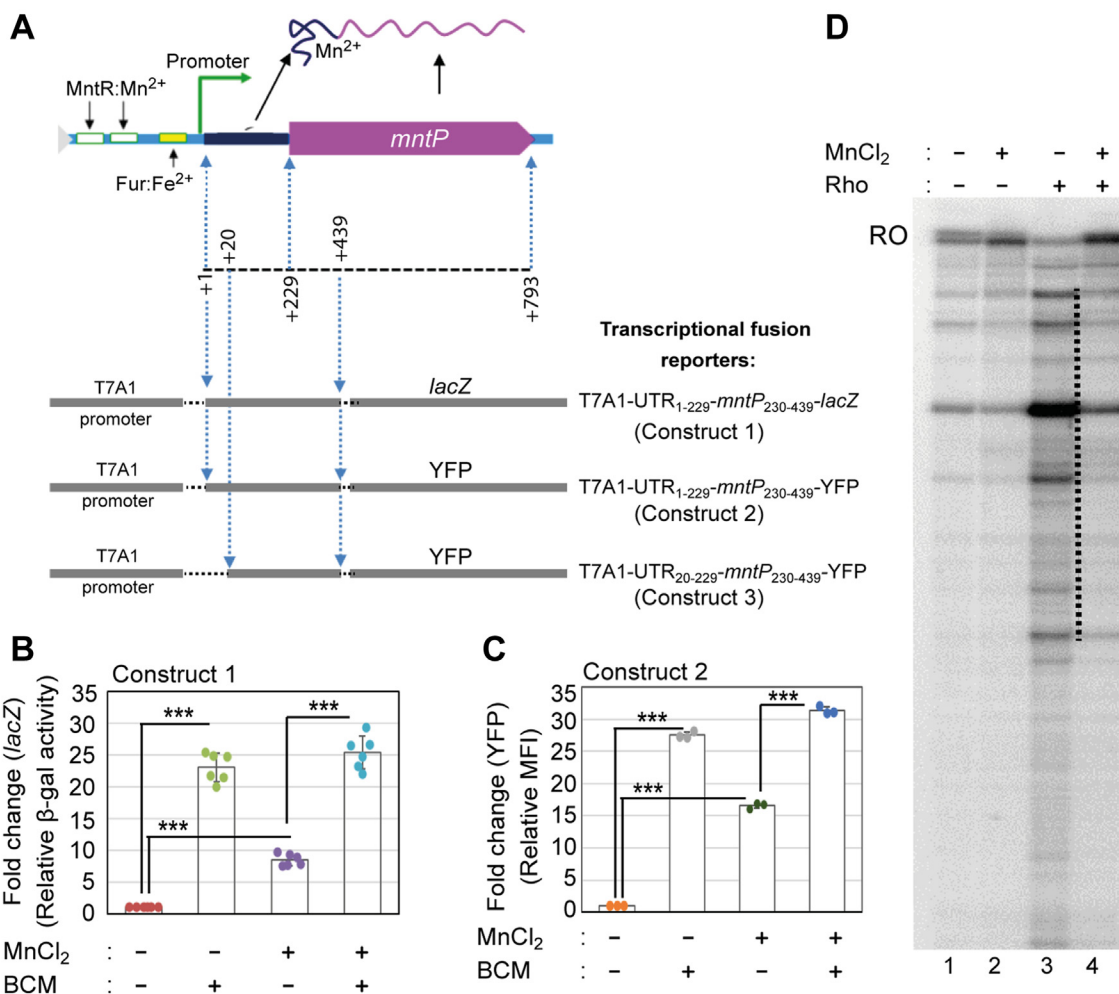 A
Mn2+
Promoter
MntR:Mn2+
mntP
Fur:Fe2+
+20
+439
+1
+229
+793
Transcriptional fusion
reporters:
T7A1
promoter
lacZ
T7A1-UTR1-229-mntP230-439-lacZ
(Construct 1)
T7A1
promoter
YFP
T7A1-UTR1-229-mntP230-439-YFP
(Construct 2)
T7A1
promoter
YFP
T7A1-UTR20-229-mntP230-439-YFP
(Construct 3)
B
Construct 1
Fold change (lacZ)
(Relative β-gal activity)
35
30
25
20
15
10
5
0
***
***
***
MnCl2 : – – + +
BCM : – + – +
C
Construct 2
Fold change (YFP)
(Relative MFI)
35
30
25
20
15
10
5
0
***
***
***
MnCl2 : – – + +
BCM : – + – +
D
MnCl2 : – + – +
Rho : – – + +
RO
1 2 3 4